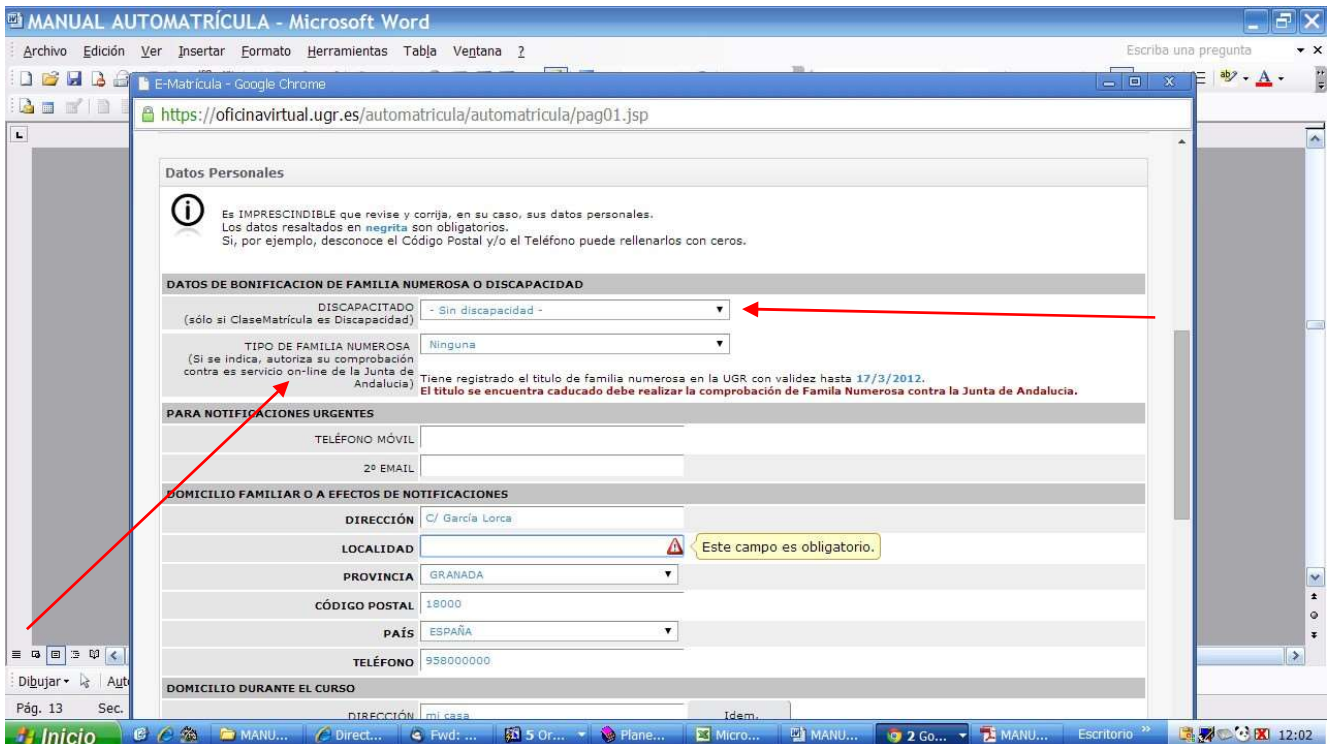 MANUAL AUTOMATRÍCULA - Microsoft Word
Archivo Edición Ver Insertar Formato Herramientas Tabla Ventana ? Escriba una pregunta
E-Matrícula - Google Chrome
https://oficinavirtual.ugr.es/automatricula/automatricula/pag01.jsp
Datos Personales
Es IMPRESCINDIBLE que revise y corrija, en su caso, sus datos personales.
Los datos resaltados en negrita son obligatorios.
Si, por ejemplo, desconoce el Código Postal y/o el Teléfono puede rellenarlos con ceros.
DATOS DE BONIFICACION DE FAMILIA NUMEROSA O DISCAPACIDAD
DISCAPACITADO
(sólo si ClaseMatrícula es Discapacidad)
- Sin discapacidad -
TIPO DE FAMILIA NUMEROSA
(Si se indica, autoriza su comprobación
contra es servicio on-line de la Junta de
Andalucia)
Ninguna
Tiene registrado el titulo de familia numerosa en la UGR con validez hasta 17/3/2012.
El titulo se encuentra caducado debe realizar la comprobación de Famila Numerosa contra la Junta de Andalucia.
PARA NOTIFICACIONES URGENTES
TELÉFONO MÓVIL
2º EMAIL
DOMICILIO FAMILIAR O A EFECTOS DE NOTIFICACIONES
DIRECCIÓN C/ García Lorca
LOCALIDAD Este campo es obligatorio.
PROVINCIA GRANADA
CÓDIGO POSTAL 18000
PAÍS ESPAÑA
TELÉFONO 958000000
DOMICILIO DURANTE EL CURSO
DIRECCIÓN mi casa Idem.
Dibujar Aut
Pág. 13 Sec.
Inicio MANU... Direct... Fwd: ... 5 Or... Plane... Micro... MANU... 2 Go... MANU... Escritorio 12:02